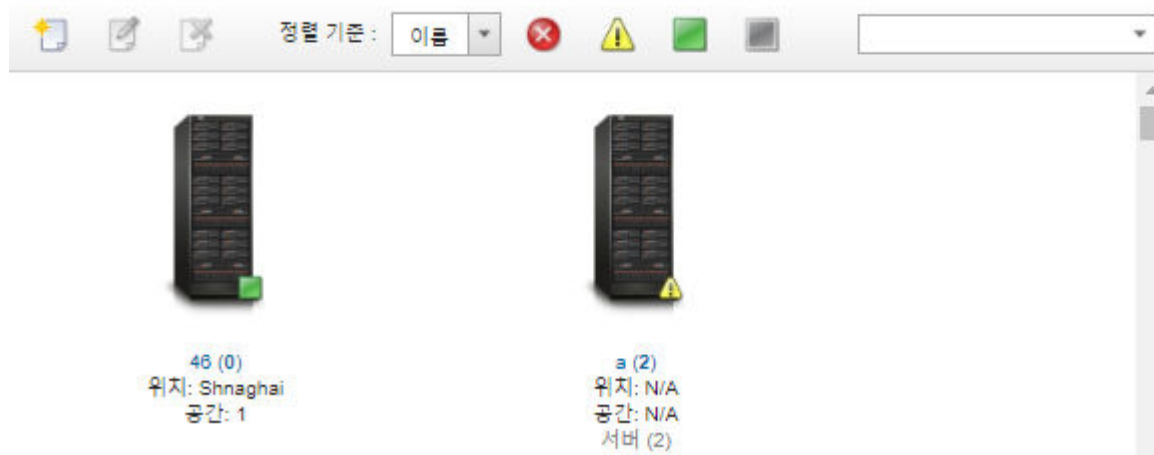 정렬 기준 : 이름
46 (0)
위치: Shnaghai
공간: 1
a (2)
위치: N/A
공간: N/A
서버 (2)